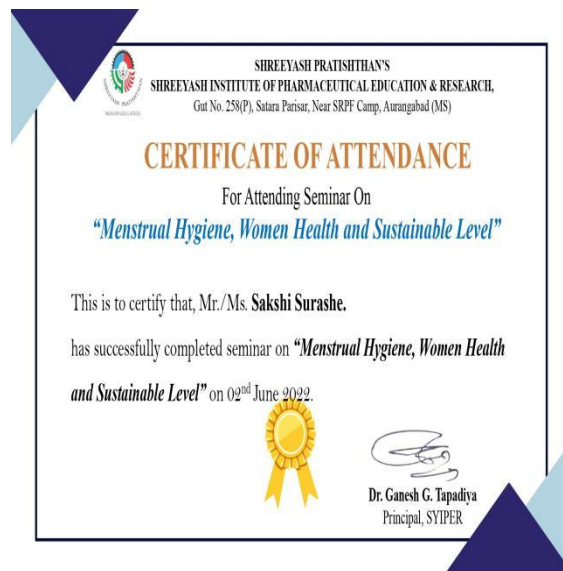 SHREEYASH PRATISHTHAN'S
SHREEYASH INSTITUTE OF PHARMACEUTICAL EDUCATION & RESEARCH,
Gut No. 258(P), Satara Parisar, Near SRPF Camp, Aurangabad (MS)
CERTIFICATE OF ATTENDANCE
For Attending Seminar On
“Menstrual Hygiene, Women Health and Sustainable Level”
This is to certify that, Mr./Ms. Sakshi Surashe.
has successfully completed seminar on “Menstrual Hygiene, Women Health
and Sustainable Level” on 02nd June 2022.
Dr. Ganesh G. Tapadiya
Principal, SYIPER